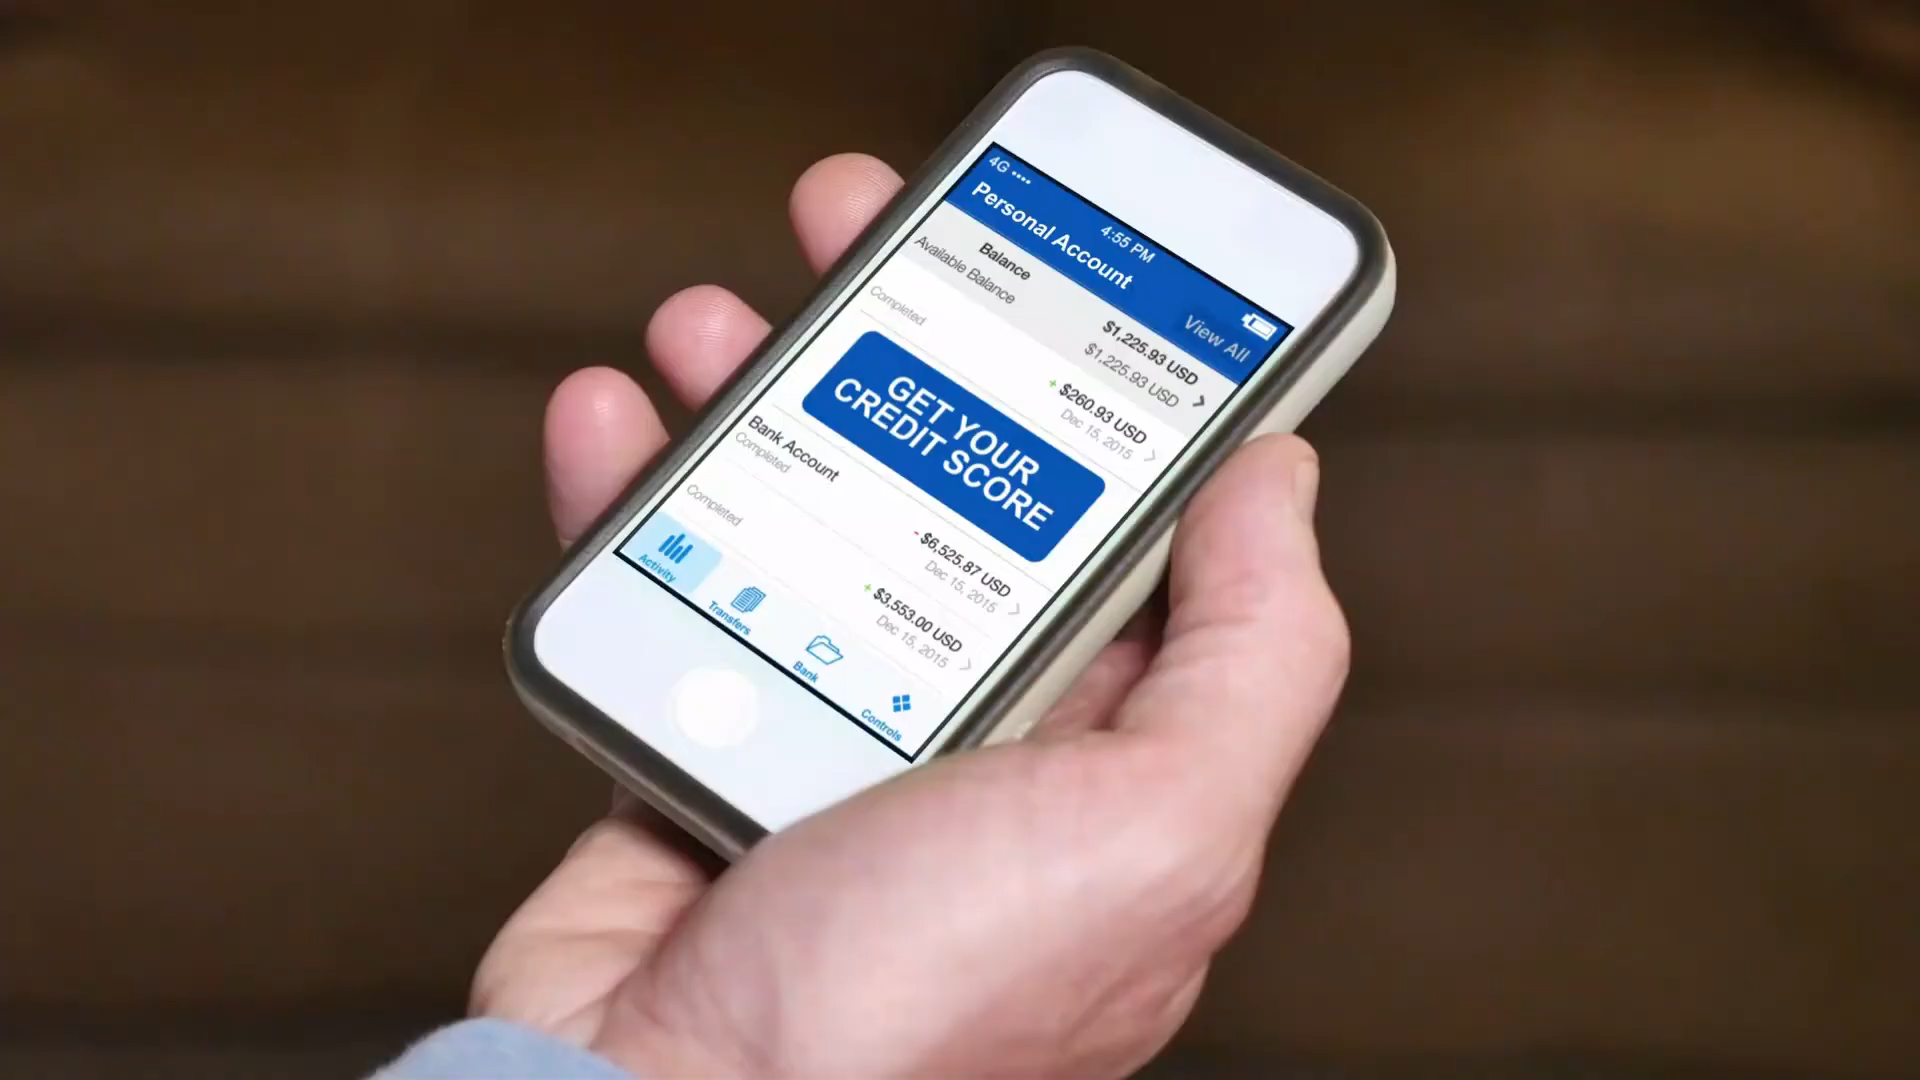 4G
4:55 PM
Personal Account
View All
Balance
$1,225.93 USD
Available Balance
$1,225.93 USD
+ $260.93 USD
Completed
Dec 15, 2015
GET YOUR
CREDIT SCORE
Bank Account
- $6,525.87 USD
Completed
Dec 15, 2015
+ $3,553.00 USD
Completed
Dec 15, 2015
Activity
Transfers
Bank
Controls